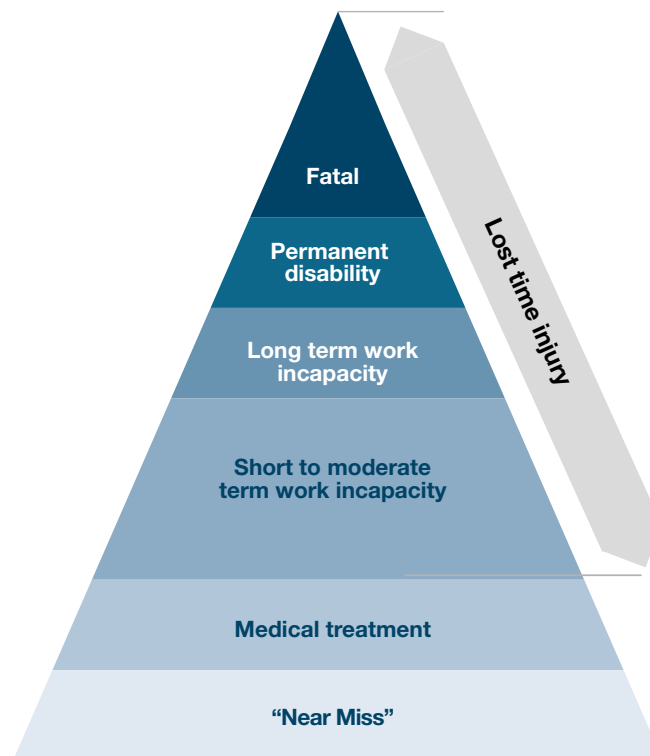 Fatal
Permanent
disability
Long term work
incapacity
Short to moderate
term work incapacity
Medical treatment
“Near Miss”
Lost time injury